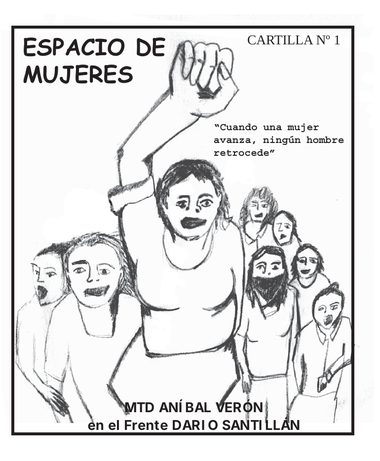 ESPACIO DE
MUJERES
CARTILLA Nº 1
“Cuando una mujer
avanza, ningún hombre
retrocede”
MTD ANÍBAL VERÓN
en el Frente DARIO SANTILLÁN